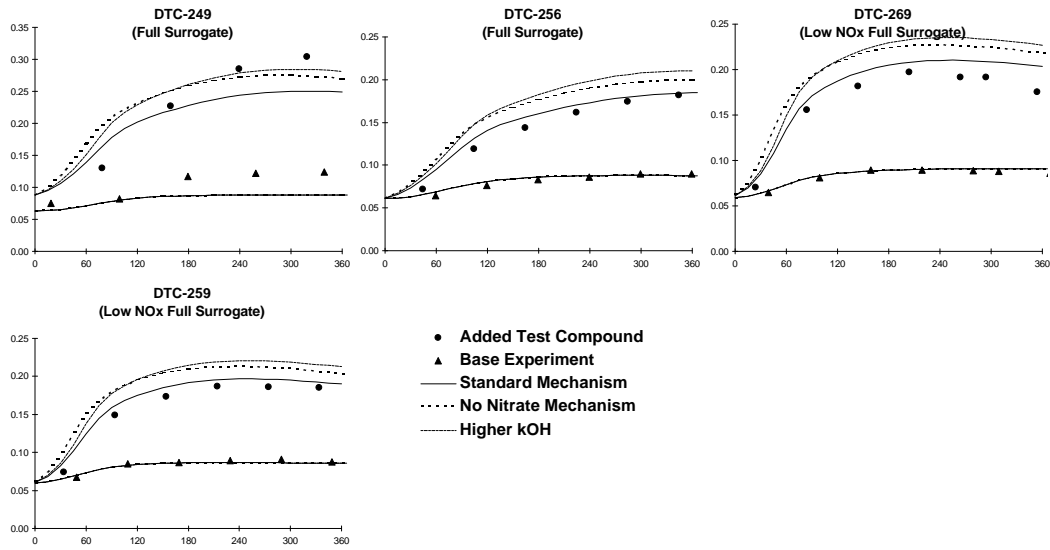 DTC-249
(Full Surrogate)
0.35
0.30
0.25
0.20
0.15
0.10
0.05
0.00
0 60 120 180 240 300 360
DTC-256
(Full Surrogate)
0.25
0.20
0.15
0.10
0.05
0.00
0 60 120 180 240 300 360
DTC-269
(Low NOx Full Surrogate)
0.25
0.20
0.15
0.10
0.05
0.00
0 60 120 180 240 300 360
DTC-259
(Low NOx Full Surrogate)
0.25
0.20
0.15
0.10
0.05
0.00
0 60 120 180 240 300 360
Added Test Compound
Base Experiment
Standard Mechanism
No Nitrate Mechanism
Higher kOH